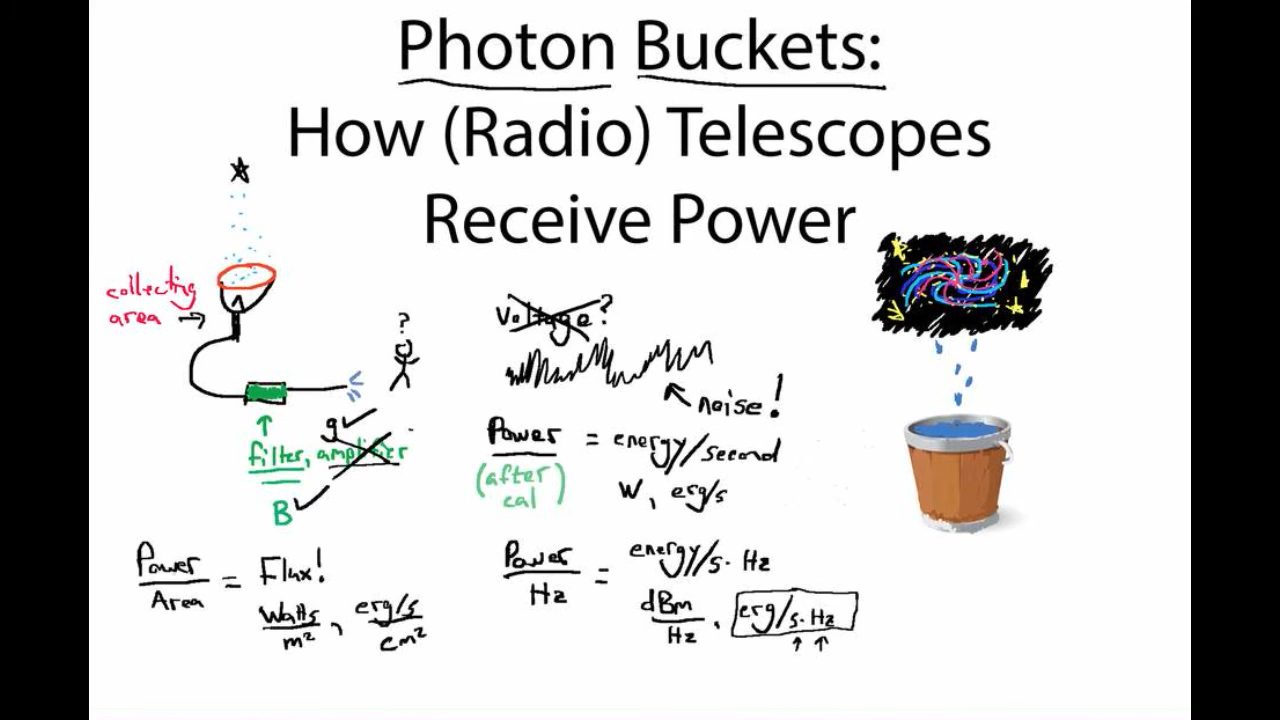 Photon Buckets:
How (Radio) Telescopes
Receive Power
collecting
area →
?
Voltage?
← noise!
g ✓
filter, amplifier
B ✓
Power = energy/second
(after cal)
W, erg/s
Power/Area = Flux!
Watts/m², erg/s/cm²
Power/Hz = energy/s· Hz
dBm/Hz, erg/s·Hz